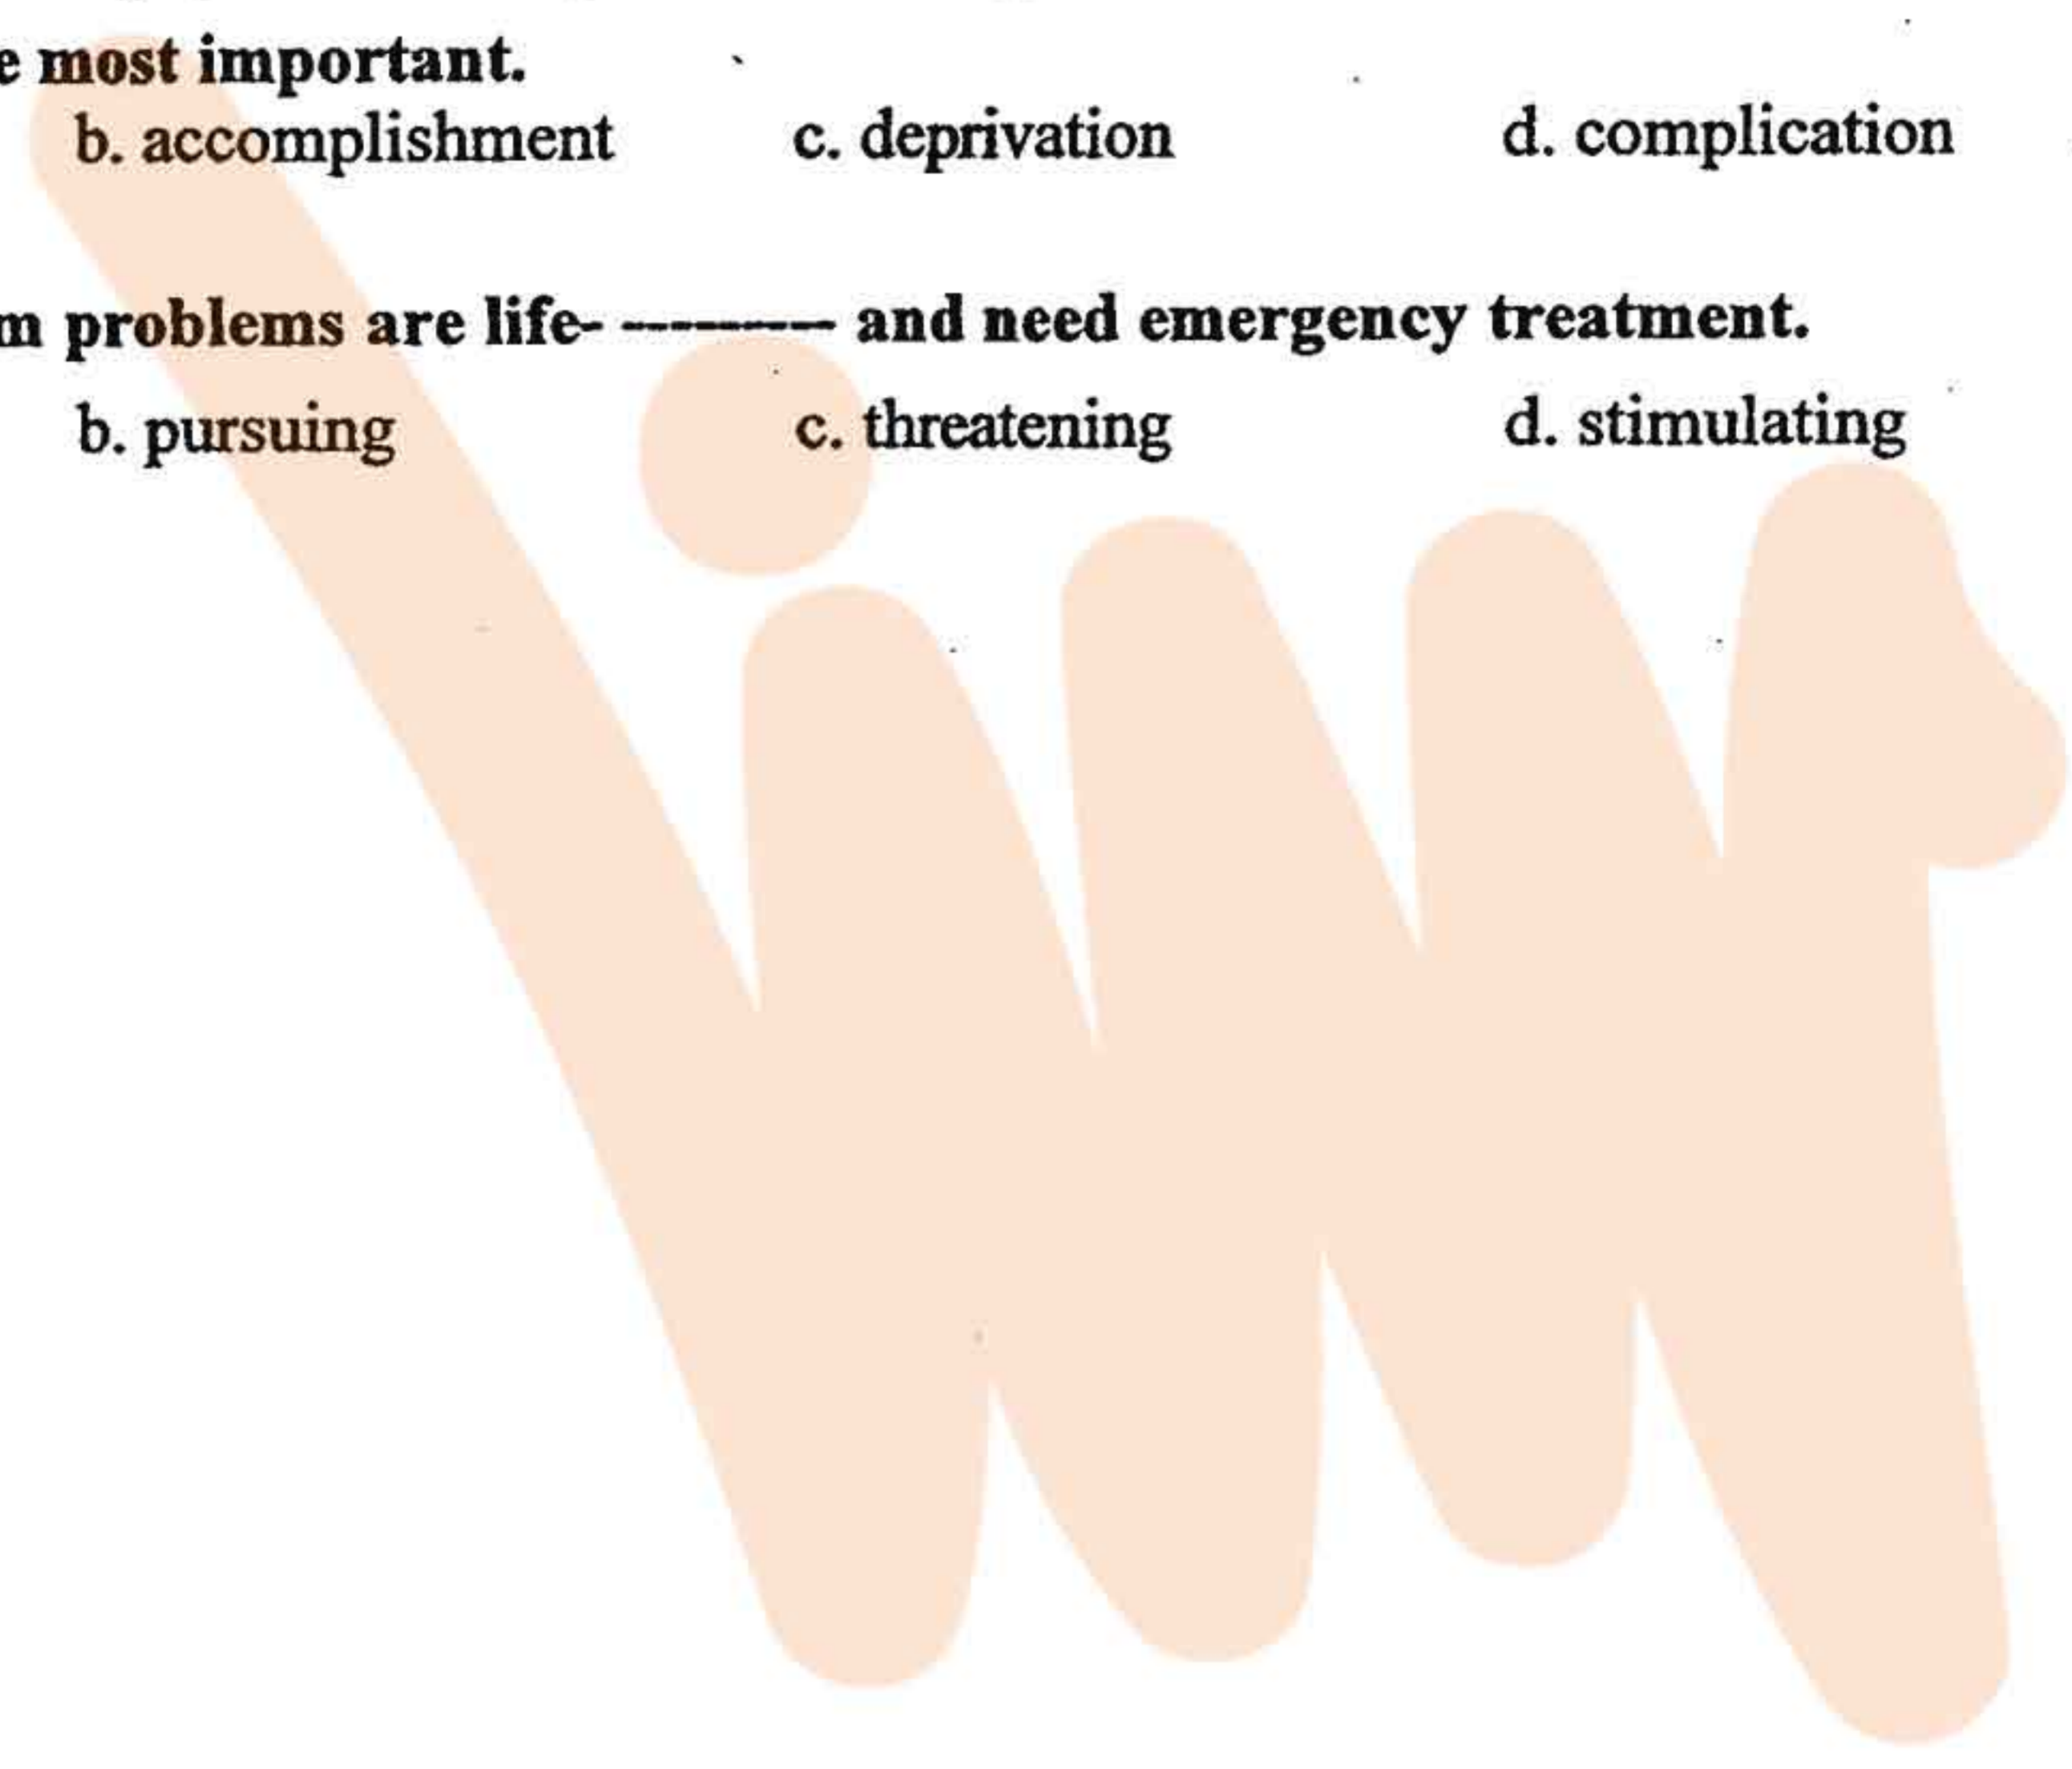 e most important.
b. accomplishment c. deprivation d. complication
m problems are life- --------- and need emergency treatment.
b. pursuing c. threatening d. stimulating